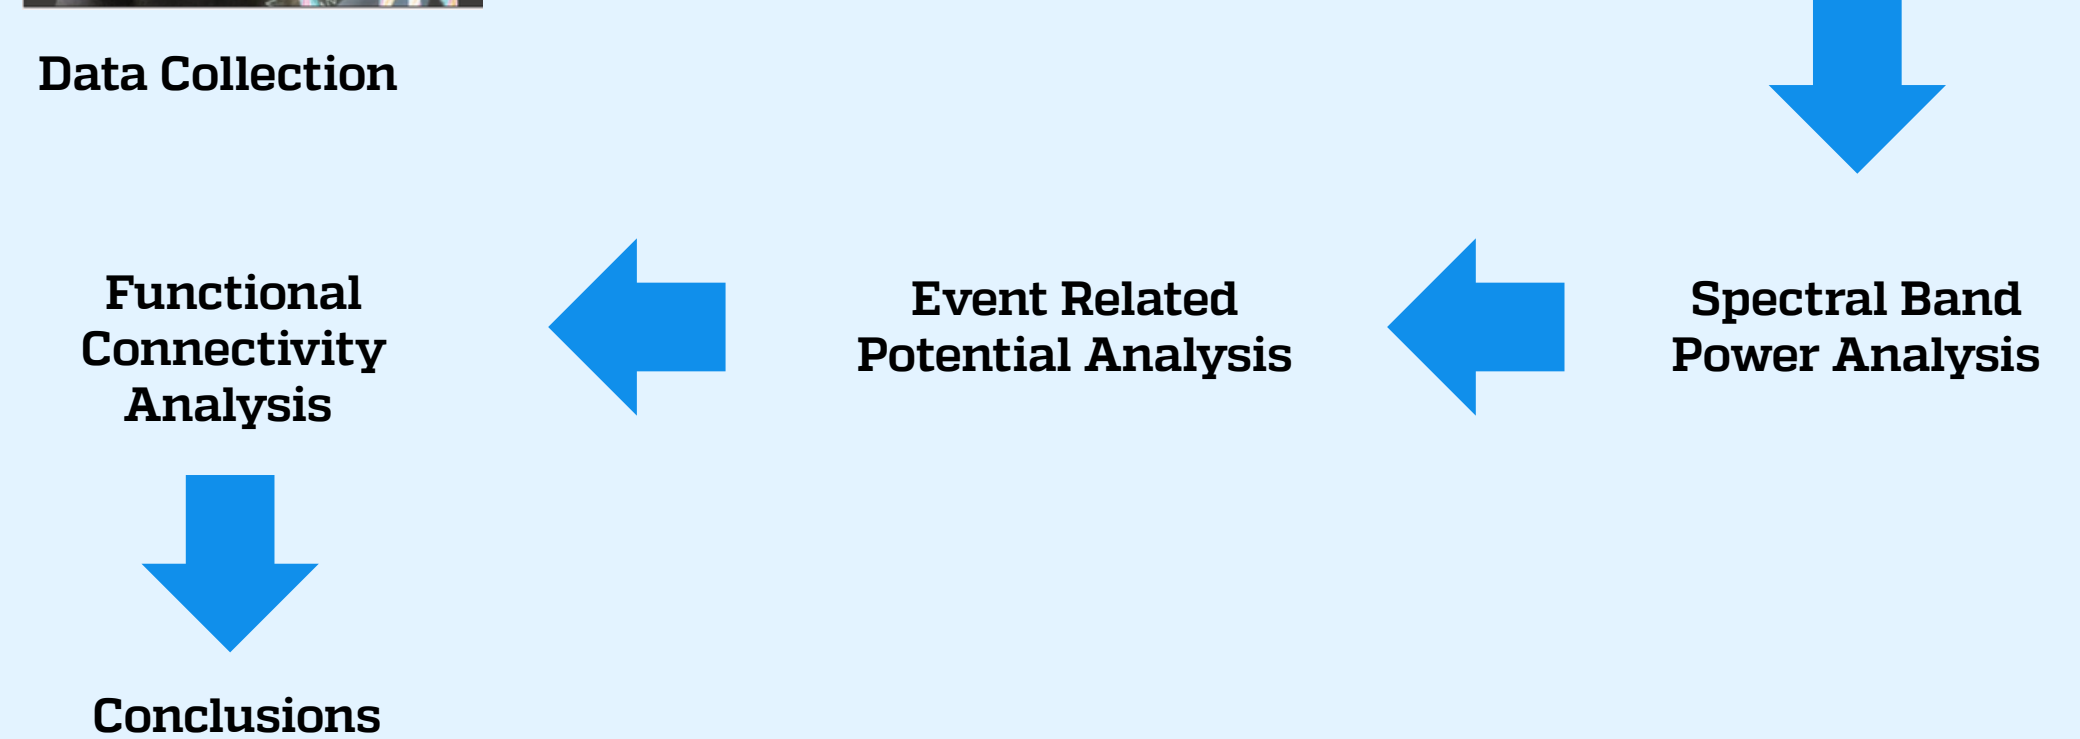 Data Collection
Functional
Connectivity
Analysis
Event Related
Potential Analysis
Spectral Band
Power Analysis
Conclusions